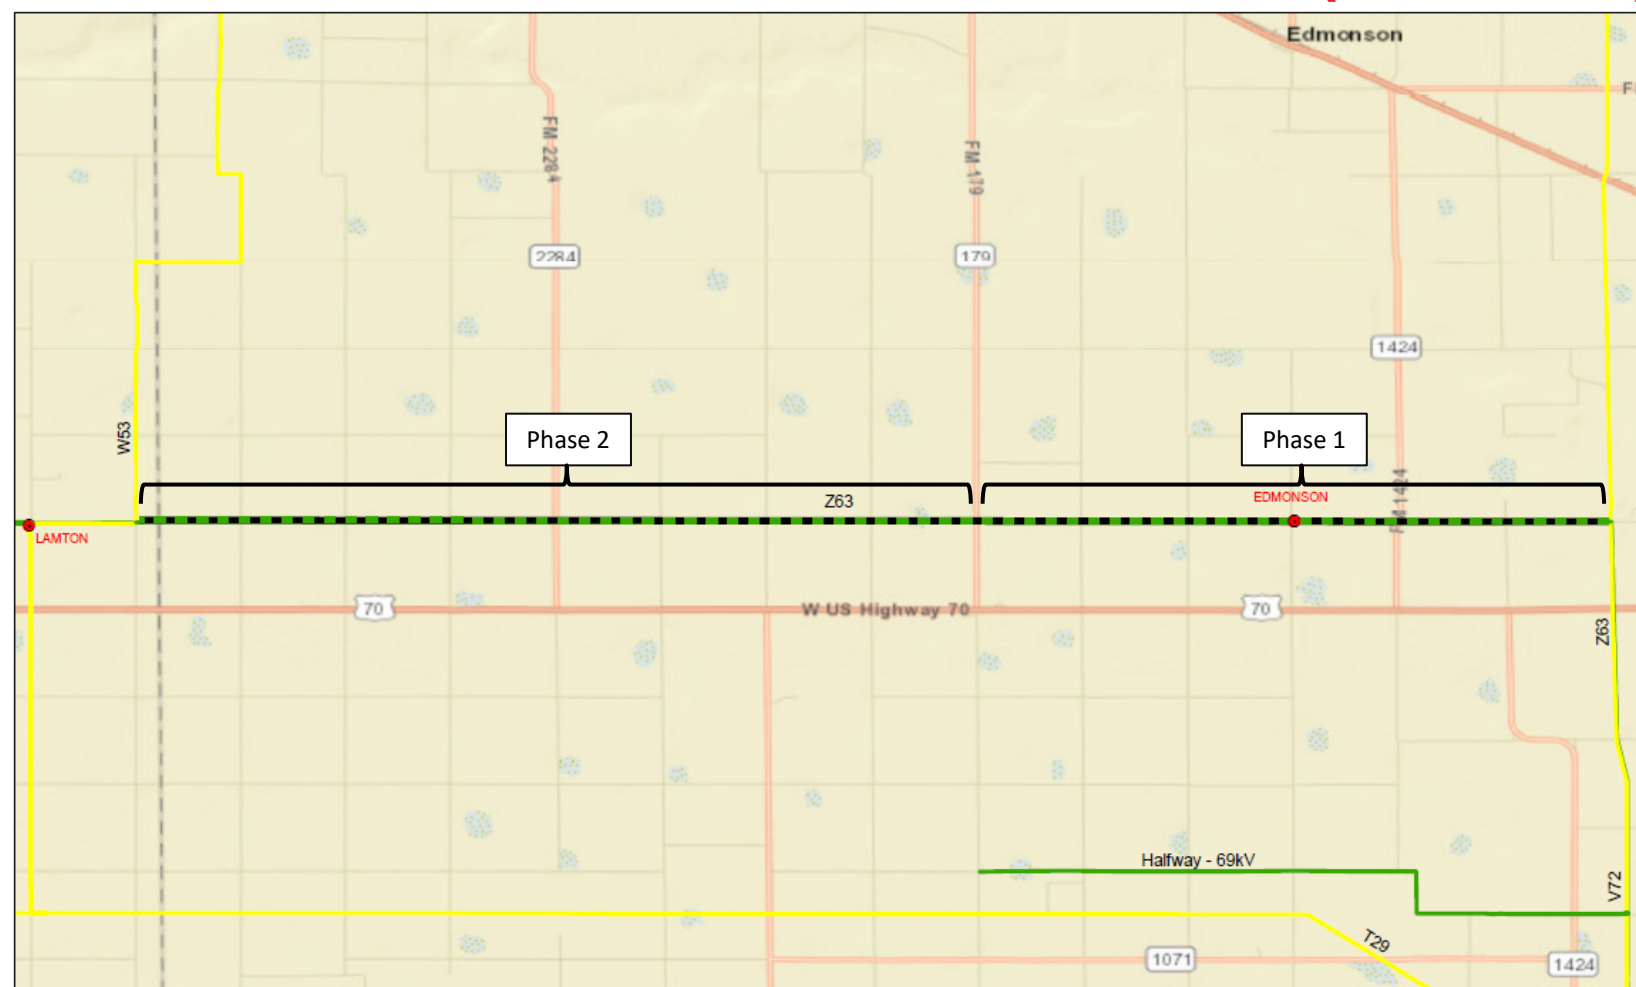 Edmonson
F
FM 2284
FM 179
2284
179
1424
W53
Phase 2
Phase 1
Z63
EDMONSON
FM 1424
LAMTON
70
W US Highway 70
70
Z63
Halfway - 69kV
V72
T29
1071
1424